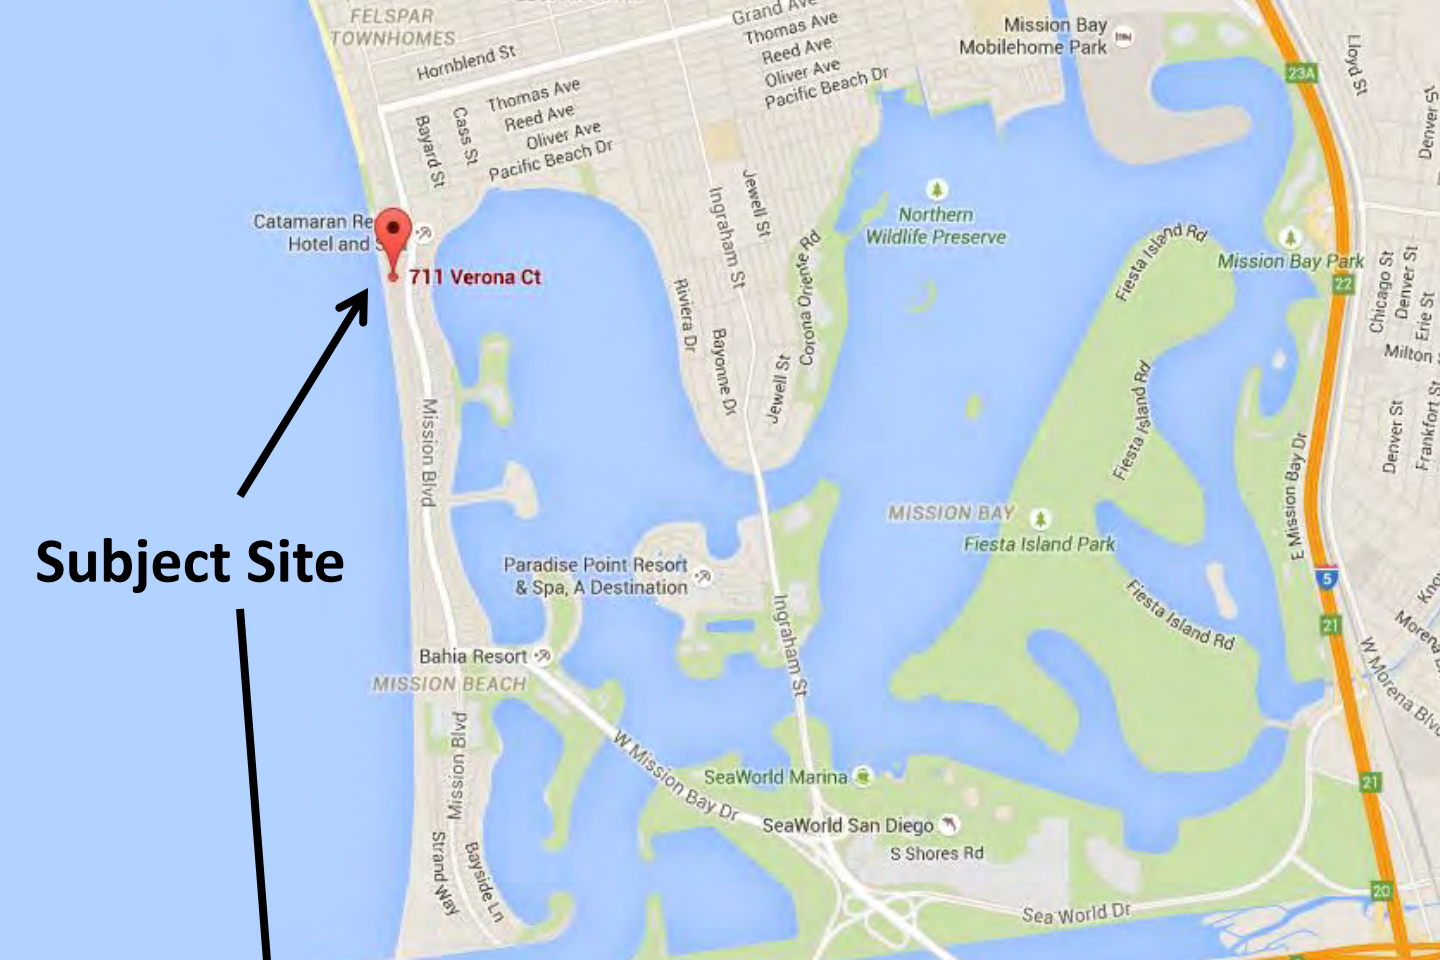 FELSPAR
TOWNHOMES
Hornblend St
Grand Ave
Thomas Ave
Reed Ave
Oliver Ave
Pacific Beach Dr
Mission Bay
Mobilehome Park
23A
Lloyd St
Denver St
Bayard St
Cass St
Thomas Ave
Reed Ave
Oliver Ave
Pacific Beach Dr
Catamaran Re
Hotel and S
711 Verona Ct
Ingraham St
Jewell St
Riviera Dr
Bayonne Dr
Jewell St
Corona Oriente Rd
Northern
Wildlife Preserve
Fiesta Island Rd
Mission Bay Park
22
Chicago St
Denver St
Erie St
Milton
Denver St
Frankfort St
Fiesta Island Rd
E Mission Bay Dr
Mission Blvd
MISSION BAY
Fiesta Island Park
Subject Site
Paradise Point Resort
& Spa, A Destination
5
Fiesta Island Rd
21
Morena
W Morena Blvd
Ingraham St
Bahia Resort
MISSION BEACH
Mission Blvd
W Mission Bay Dr
SeaWorld Marina
21
SeaWorld San Diego
S Shores Rd
Strand Way
Bayside Ln
Sea World Dr
20